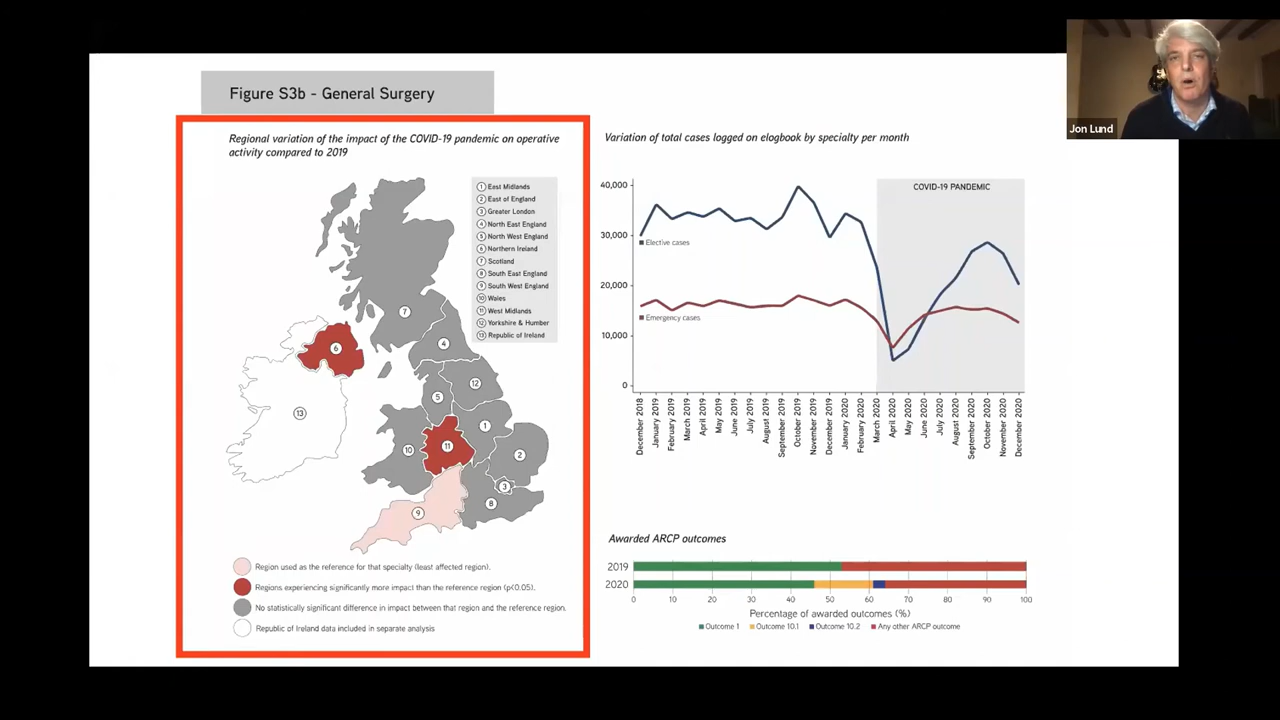 Figure S3b - General Surgery
Regional variation of the impact of the COVID-19 pandemic on operative
activity compared to 2019
1 East Midlands
2 East of England
3 Greater London
4 North East England
5 North West England
6 Northern Ireland
7 Scotland
8 South East England
9 South West England
10 Wales
11 West Midlands
12 Yorkshire & Humber
13 Republic of Ireland
7
6
4
12
5
13
1
11
10
2
3
8
9
Region used as the reference for that specialty (least affected region).
Regions experiencing significantly more impact than the reference region (p<0.05).
No statistically significant difference in impact between that region and the reference region.
Republic of Ireland data included in separate analysis
Variation of total cases logged on elogbook by specialty per month
COVID-19 PANDEMIC
40,000
30,000
20,000
10,000
0
Elective cases
Emergency cases
December 2018
January 2019
February 2019
March 2019
April 2019
May 2019
June 2019
July 2019
August 2019
September 2019
October 2019
November 2019
December 2019
January 2020
February 2020
March 2020
April 2020
May 2020
June 2020
July 2020
August 2020
September 2020
October 2020
November 2020
December 2020
Awarded ARCP outcomes
2019
2020
0 10 20 30 40 50 60 70 80 90 100
Percentage of awarded outcomes (%)
Outcome 1 Outcome 10.1 Outcome 10.2 Any other ARCP outcome
Jon Lund